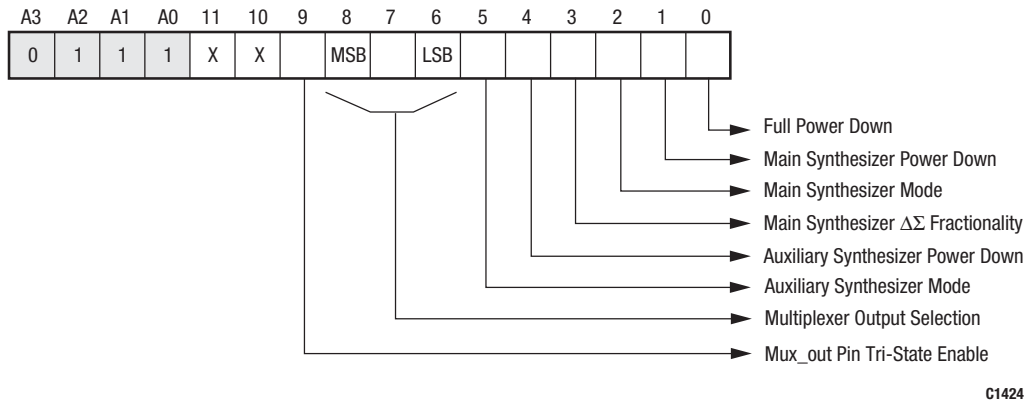 A3 A2 A1 A0 11 10 9 8 7 6 5 4 3 2 1 0
0 1 1 1 X X MSB LSB
Full Power Down
Main Synthesizer Power Down
Main Synthesizer Mode
Main Synthesizer ΔΣ Fractionality
Auxiliary Synthesizer Power Down
Auxiliary Synthesizer Mode
Multiplexer Output Selection
Mux_out Pin Tri-State Enable
C1424